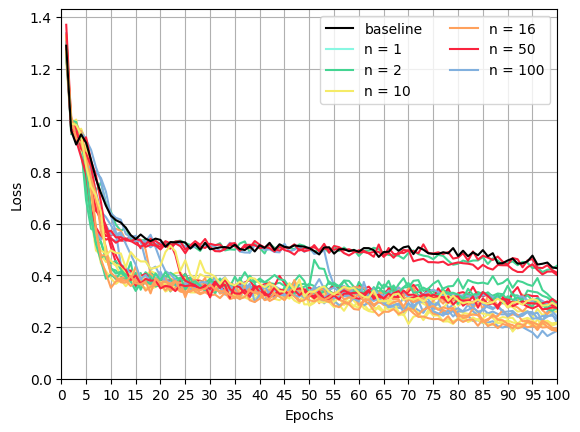 1.4
1.2
1.0
0.8
0.6
0.4
0.2
0.0
Loss
baseline
n = 1
n = 2
n = 10
n = 16
n = 50
n = 100
0 5 10 15 20 25 30 35 40 45 50 55 60 65 70 75 80 85 90 95 100
Epochs